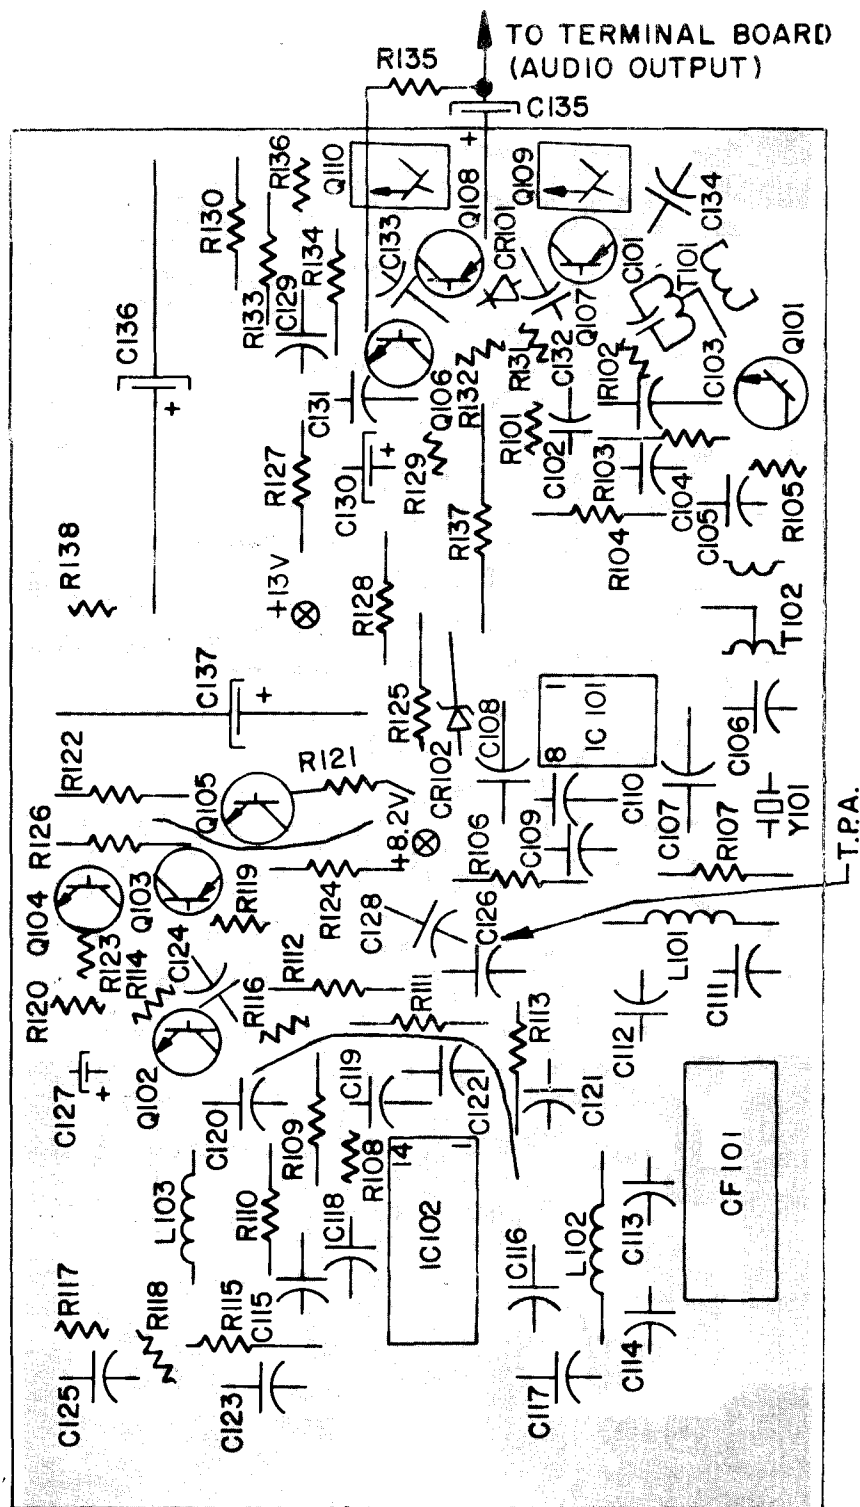 TO TERMINAL BOARD
(AUDIO OUTPUT)
R135
C135
+
R136
Q110
Q108
Q109
C134
R130
R133
C129
R134
C133
CR101
Q107
C101
T101
C136
+
C131
Q106
R132
R131
C132
R102
C103
Q101
R127
C130
+
R129
R101
C102
R103
C104
C105
R105
R138
+13V
R128
R137
R104
T102
C137
+
R125
CR102
C108
1
IC 101
8
C106
R122
Q105
R121
+8.2V
R106
C109
C110
C107
R107
Y101
T.P.A.
R126
Q104
Q103
R119
R124
C128
C126
L101
C111
R120
R123
R114
C124
R116
R112
R111
R113
C112
C127
+
Q102
C120
R109
C119
C122
C121
L103
R110
C118
R108
14
1
IC102
C116
L102
C113
CF101
R117
R118
R115
C115
C114
C125
C123
C117